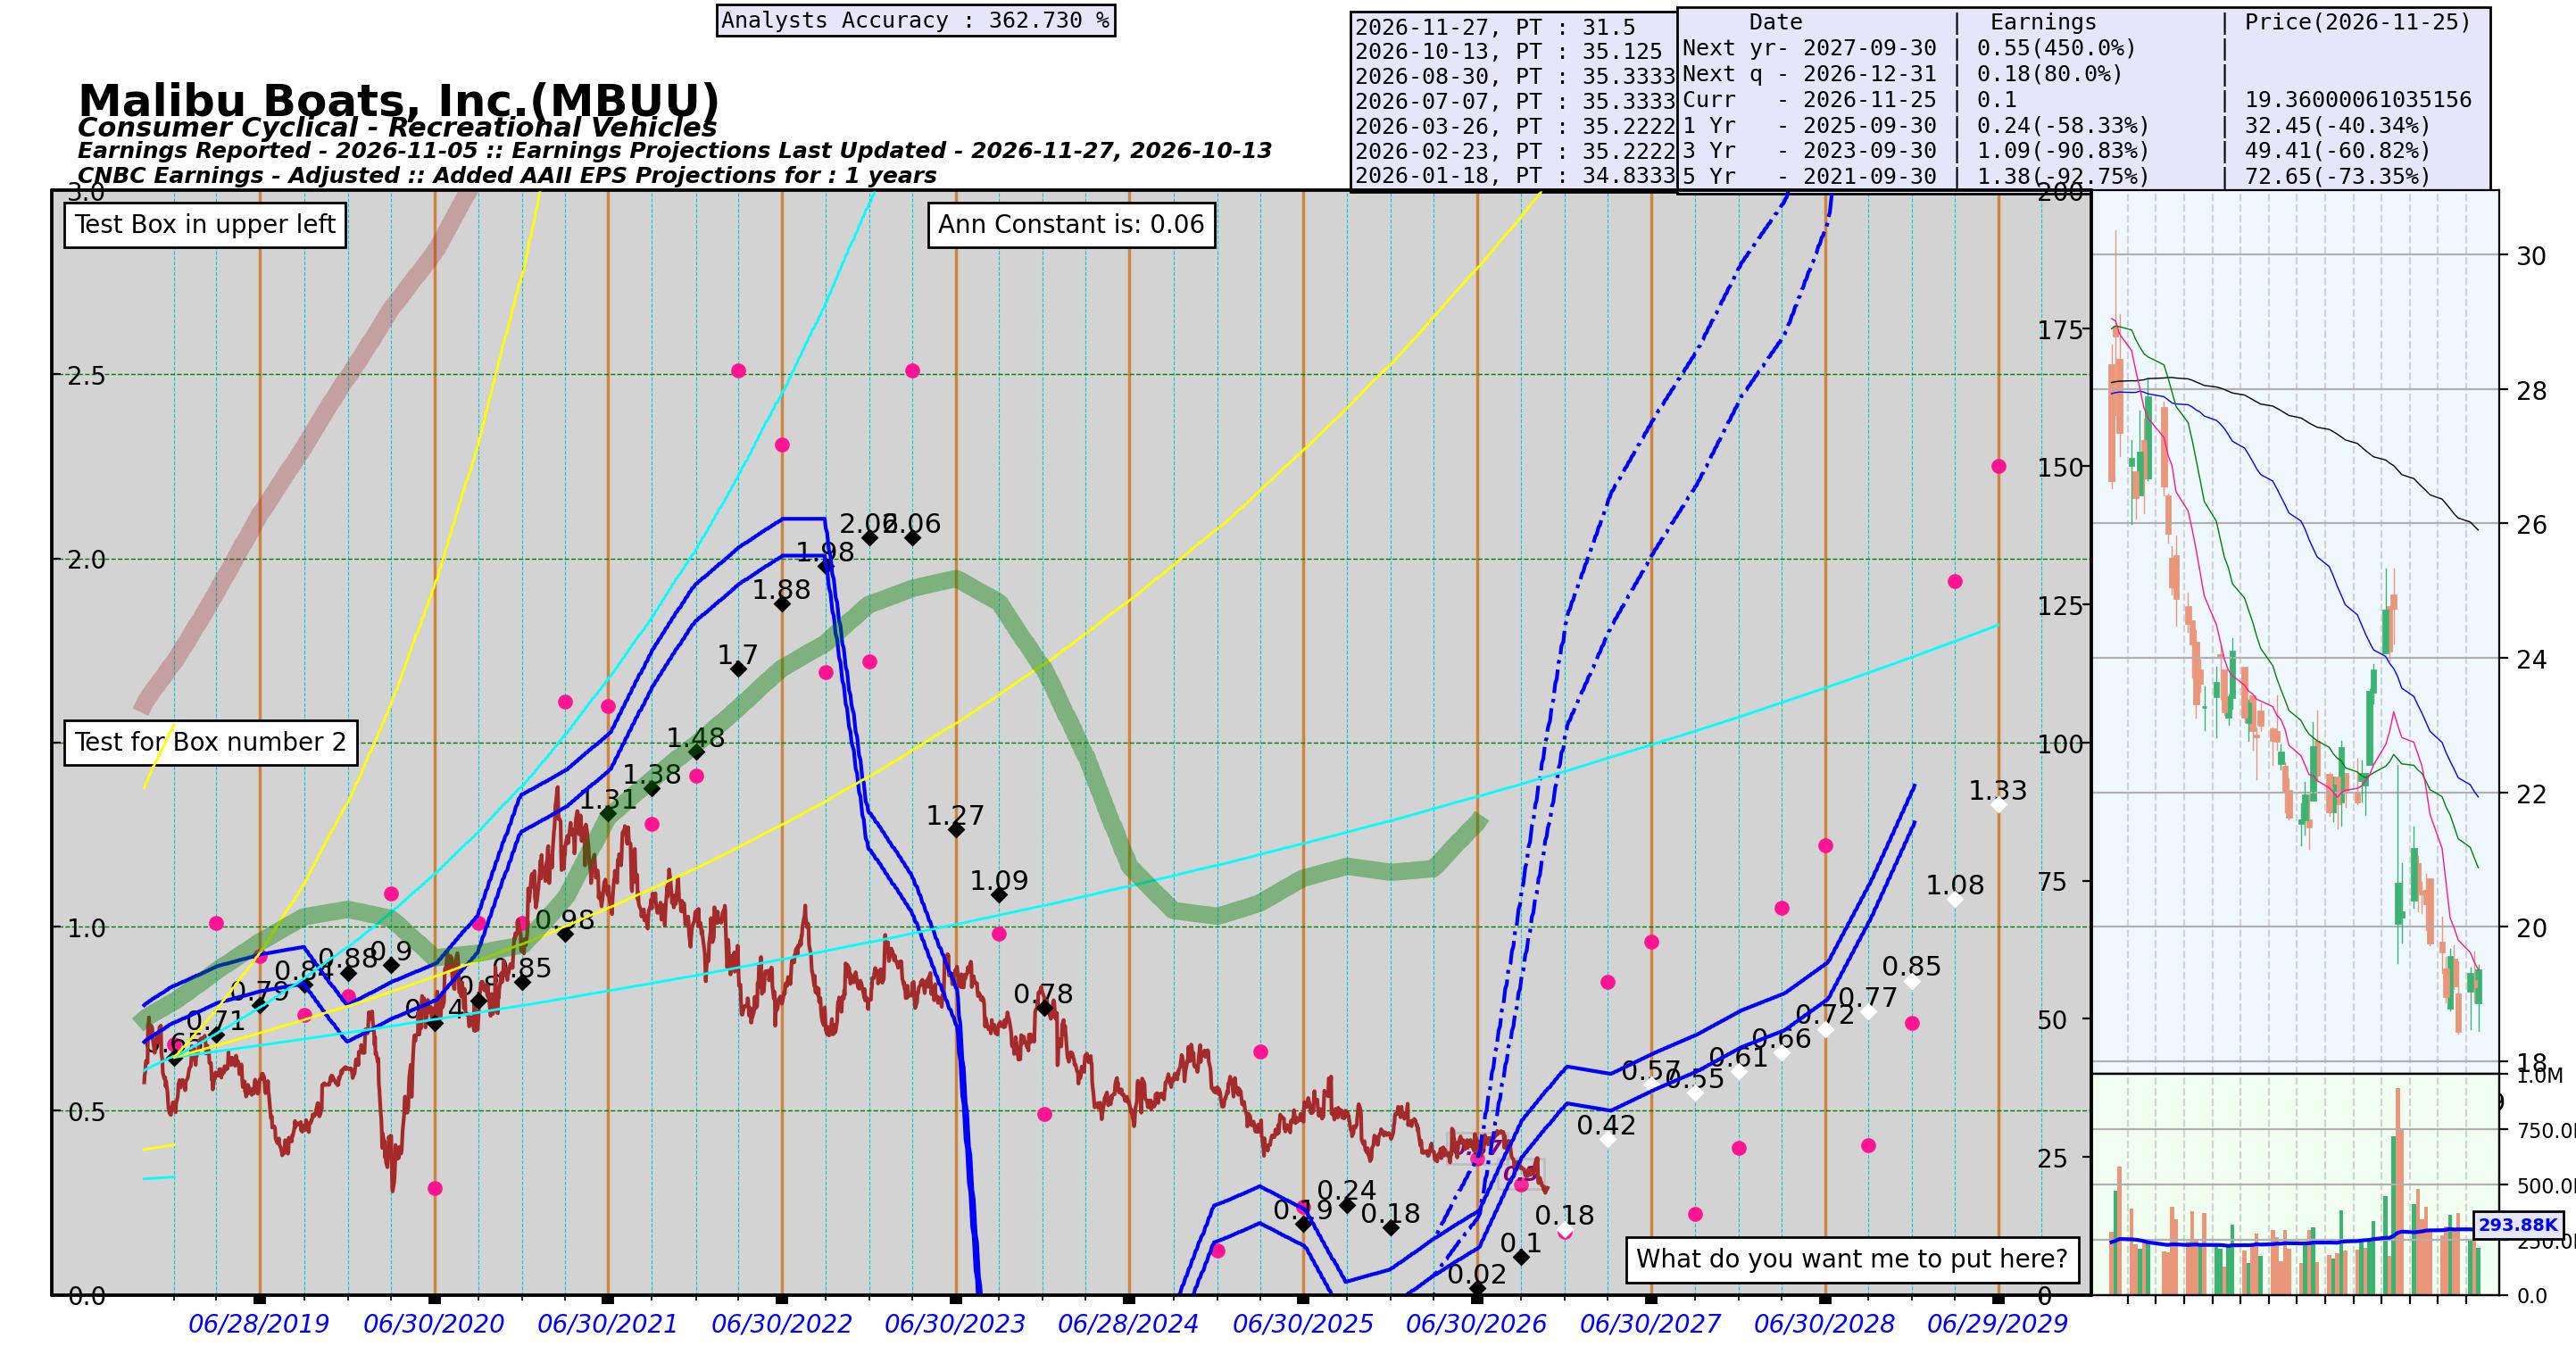 Analysts Accuracy : 362.730 %
2026-11-27, PT : 31.5
2026-10-13, PT : 35.125
2026-08-30, PT : 35.3333
2026-07-07, PT : 35.3333
2026-03-26, PT : 35.2222
2026-02-23, PT : 35.2222
2026-01-18, PT : 34.8333
Date | Earnings | Price(2026-11-25)
Next yr- 2027-09-30 | 0.55(450.0%) |
Next q - 2026-12-31 | 0.18(80.0%) |
Curr - 2026-11-25 | 0.1 | 19.36000061035156
1 Yr - 2025-09-30 | 0.24(-58.33%) | 32.45(-40.34%)
3 Yr - 2023-09-30 | 1.09(-90.83%) | 49.41(-60.82%)
5 Yr - 2021-09-30 | 1.38(-92.75%) | 72.65(-73.35%)
Malibu Boats, Inc.(MBUU)
Consumer Cyclical - Recreational Vehicles
Earnings Reported - 2026-11-05 :: Earnings Projections Last Updated - 2026-11-27, 2026-10-13
CNBC Earnings - Adjusted :: Added AAII EPS Projections for : 1 years
Test Box in upper left
Ann Constant is: 0.06
Test for Box number 2
What do you want me to put here?
3.0
2.5
2.0
1.0
0.5
0.0
200
175
150
125
100
75
50
25
0
30
28
26
24
22
20
18
1.0M
750.0
500.0
250.0
0.0
293.88K
0.71
0.79
0.84
0.88
0.9
0.85
0.98
1.31
1.38
1.48
1.7
1.88
1.98
2.06
2.06
1.27
1.09
0.78
0.19
0.24
0.18
0.02
0.1
0.18
0.42
0.57
0.55
0.61
0.66
0.72
0.77
0.85
1.08
1.33
06/28/2019
06/30/2020
06/30/2021
06/30/2022
06/30/2023
06/28/2024
06/30/2025
06/30/2026
06/30/2027
06/30/2028
06/29/2029